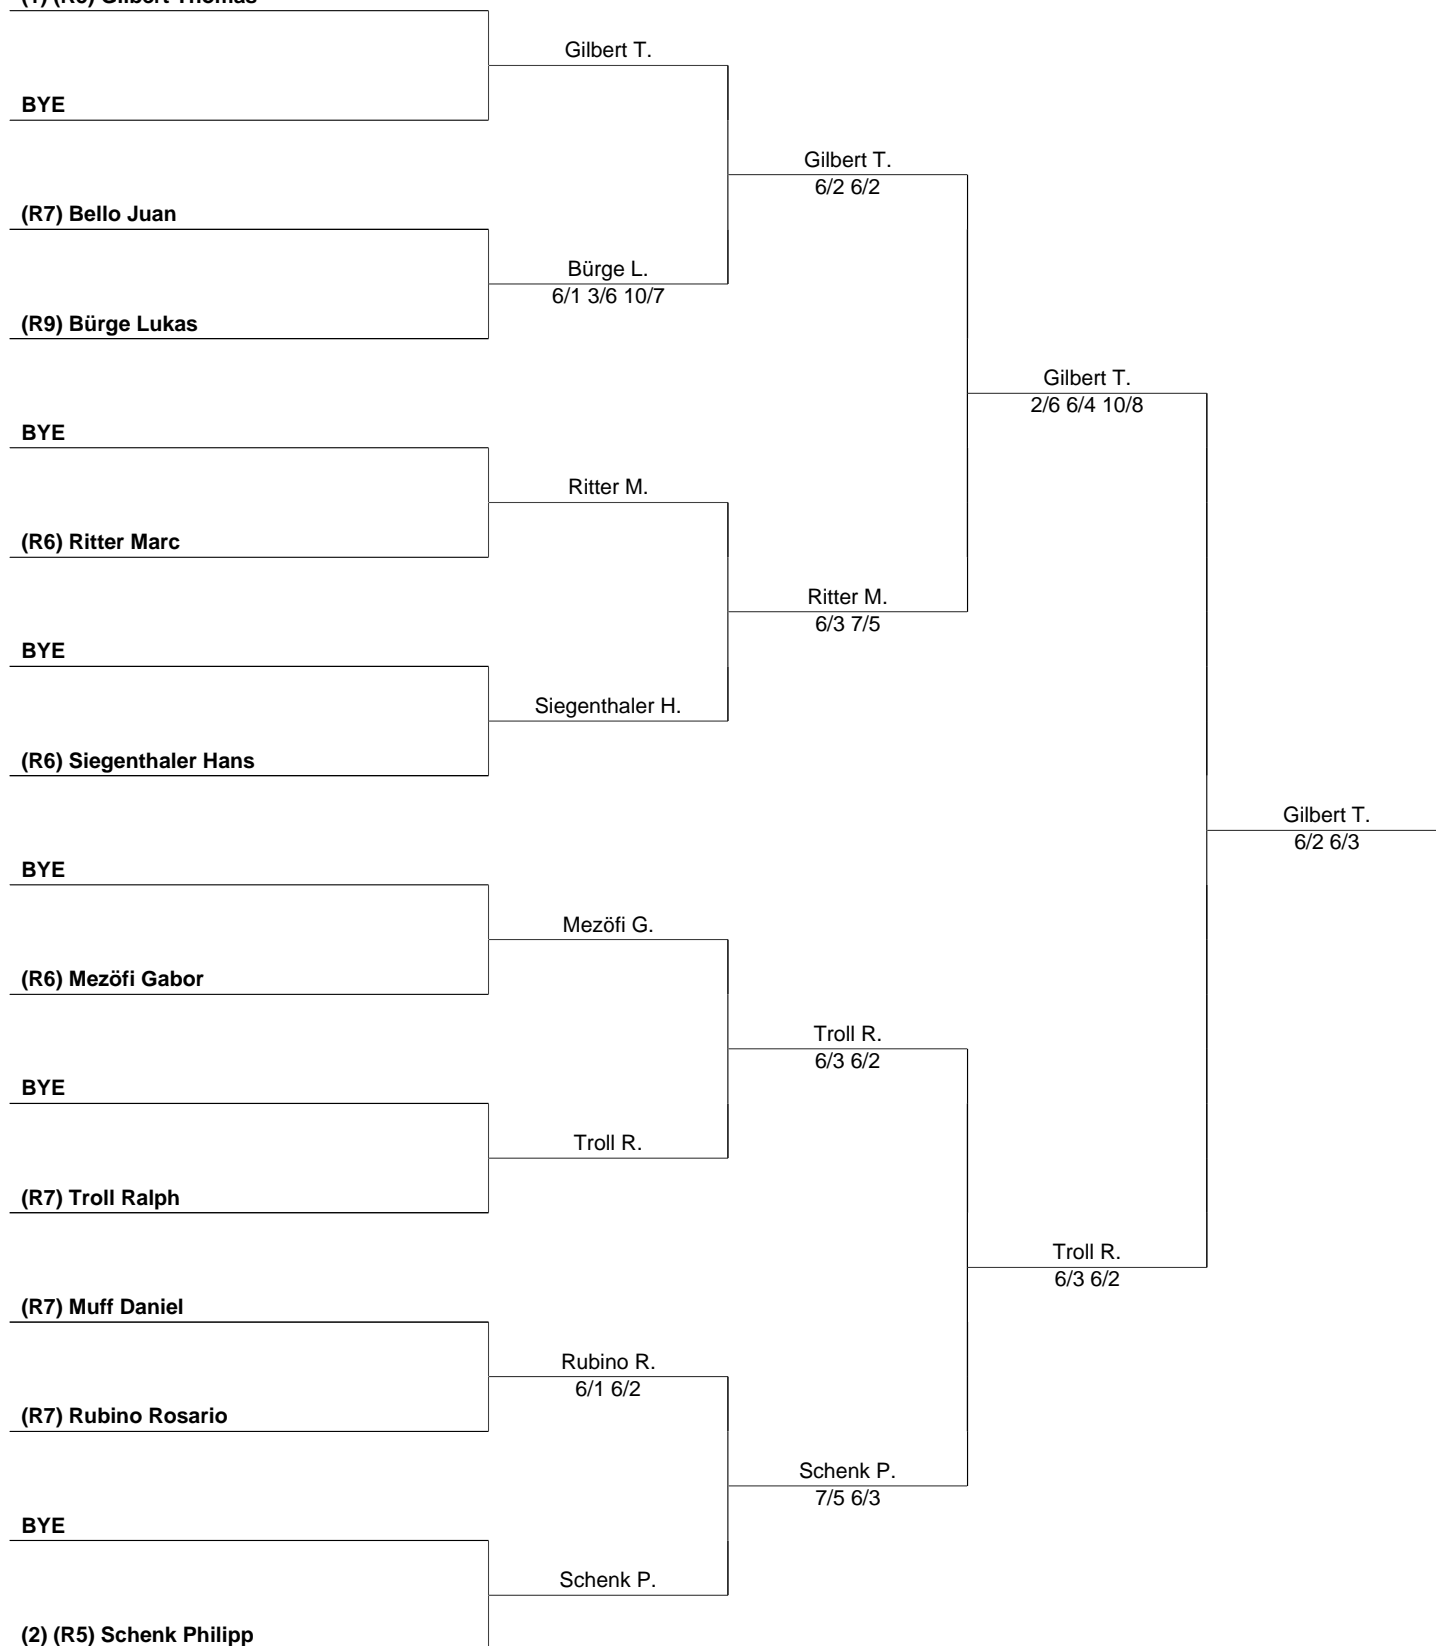 Gilbert Thomas
Gilbert T.
BYE
Gilbert T.
6/2 6/2
(R7) Bello Juan
Bürge L.
6/1 3/6 10/7
(R9) Bürge Lukas
Gilbert T.
2/6 6/4 10/8
BYE
Ritter M.
(R6) Ritter Marc
Ritter M.
6/3 7/5
BYE
Siegenthaler H.
(R6) Siegenthaler Hans
Gilbert T.
6/2 6/3
BYE
Mezöfi G.
(R6) Mezöfi Gabor
Troll R.
6/3 6/2
BYE
Troll R.
(R7) Troll Ralph
Troll R.
6/3 6/2
(R7) Muff Daniel
Rubino R.
6/1 6/2
(R7) Rubino Rosario
Schenk P.
7/5 6/3
BYE
Schenk P.
(2) (R5) Schenk Philipp